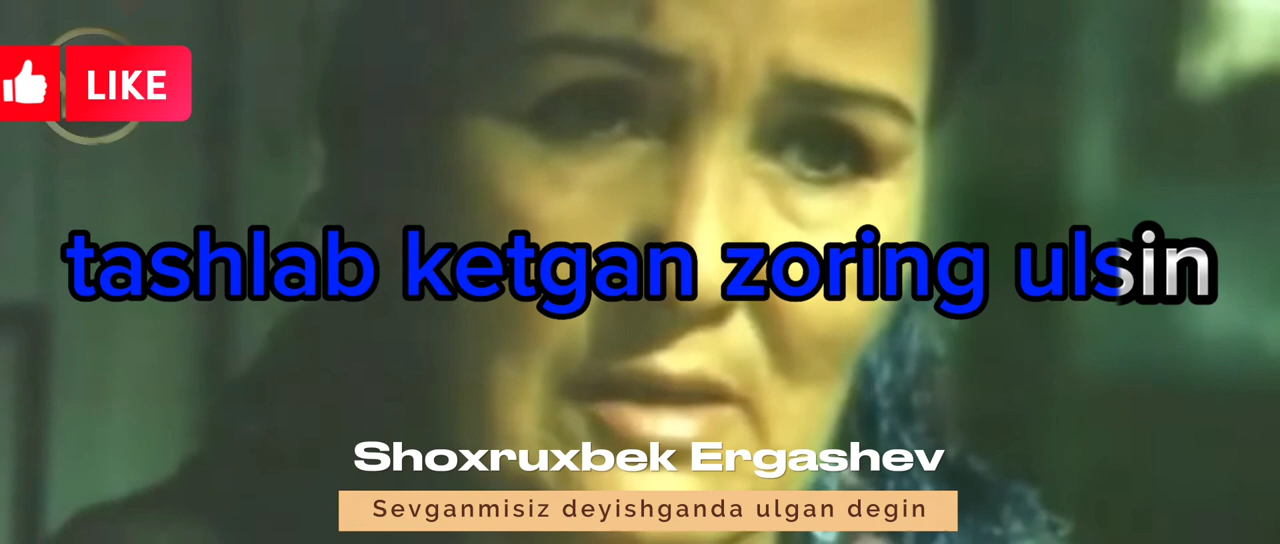 LIKE
tashlab ketgan zoring ulsin
Shoxruxbek Ergashev
Sevganmisiz deyishganda ulgan degin